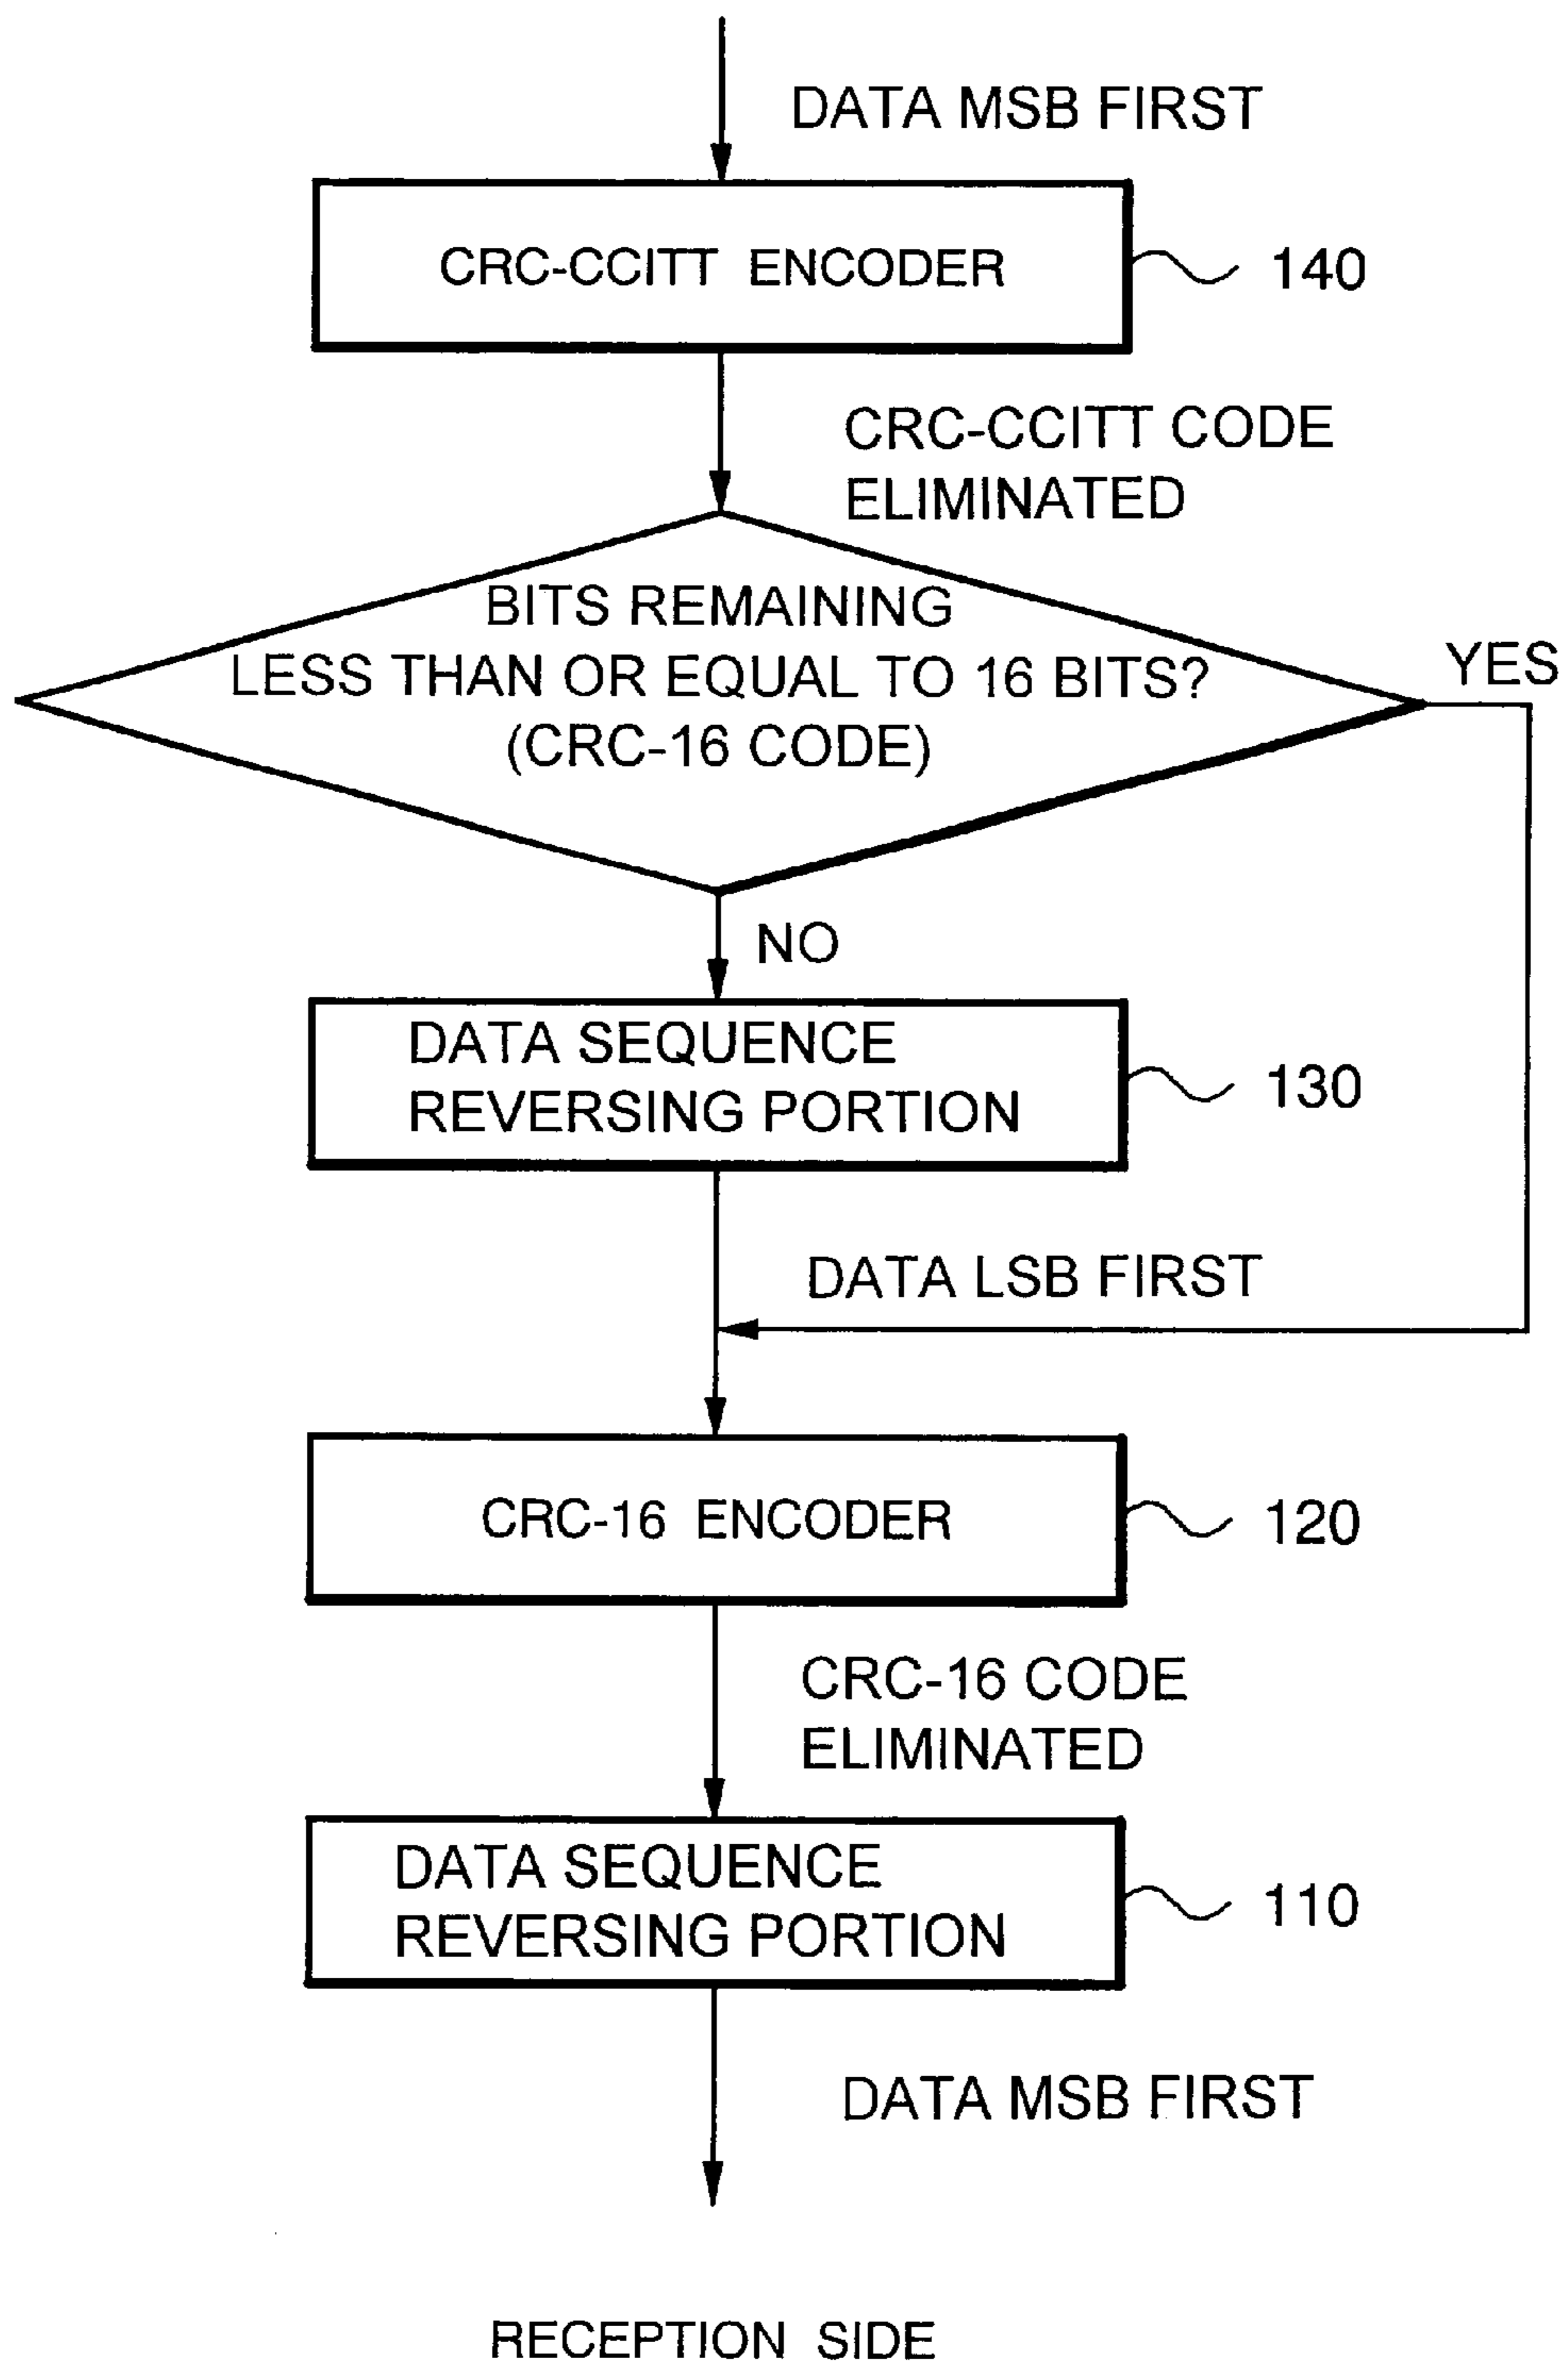 DATA MSB FIRST
CRC-CCITT ENCODER
140
CRC-CCITT CODE
ELIMINATED
BITS REMAINING
LESS THAN OR EQUAL TO 16 BITS?
(CRC-16 CODE)
YES
NO
DATA SEQUENCE
REVERSING PORTION
130
DATA LSB FIRST
CRC-16 ENCODER
120
CRC-16 CODE
ELIMINATED
DATA SEQUENCE
REVERSING PORTION
110
DATA MSB FIRST
RECEPTION SIDE